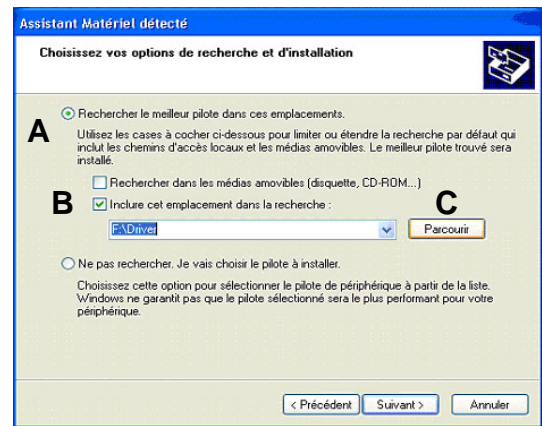 Assistant Matériel détecté
Choisissez vos options de recherche et d'installation
A
Rechercher le meilleur pilote dans ces emplacements.
Utilisez les cases à cocher ci-dessous pour limiter ou étendre la recherche par défaut qui
inclut les chemins d'accès locaux et les médias amovibles. Le meilleur pilote trouvé sera
installé.
Rechercher dans les médias amovibles (disquette, CD-ROM...)
B
Inclure cet emplacement dans la recherche :
C
F:\Driver
Parcourir
Ne pas rechercher. Je vais choisir le pilote à installer.
Choisissez cette option pour sélectionner le pilote de périphérique à partir de la liste.
Windows ne garantit pas que le pilote sélectionné sera le plus performant pour votre
périphérique.
< Précédent
Suivant >
Annuler